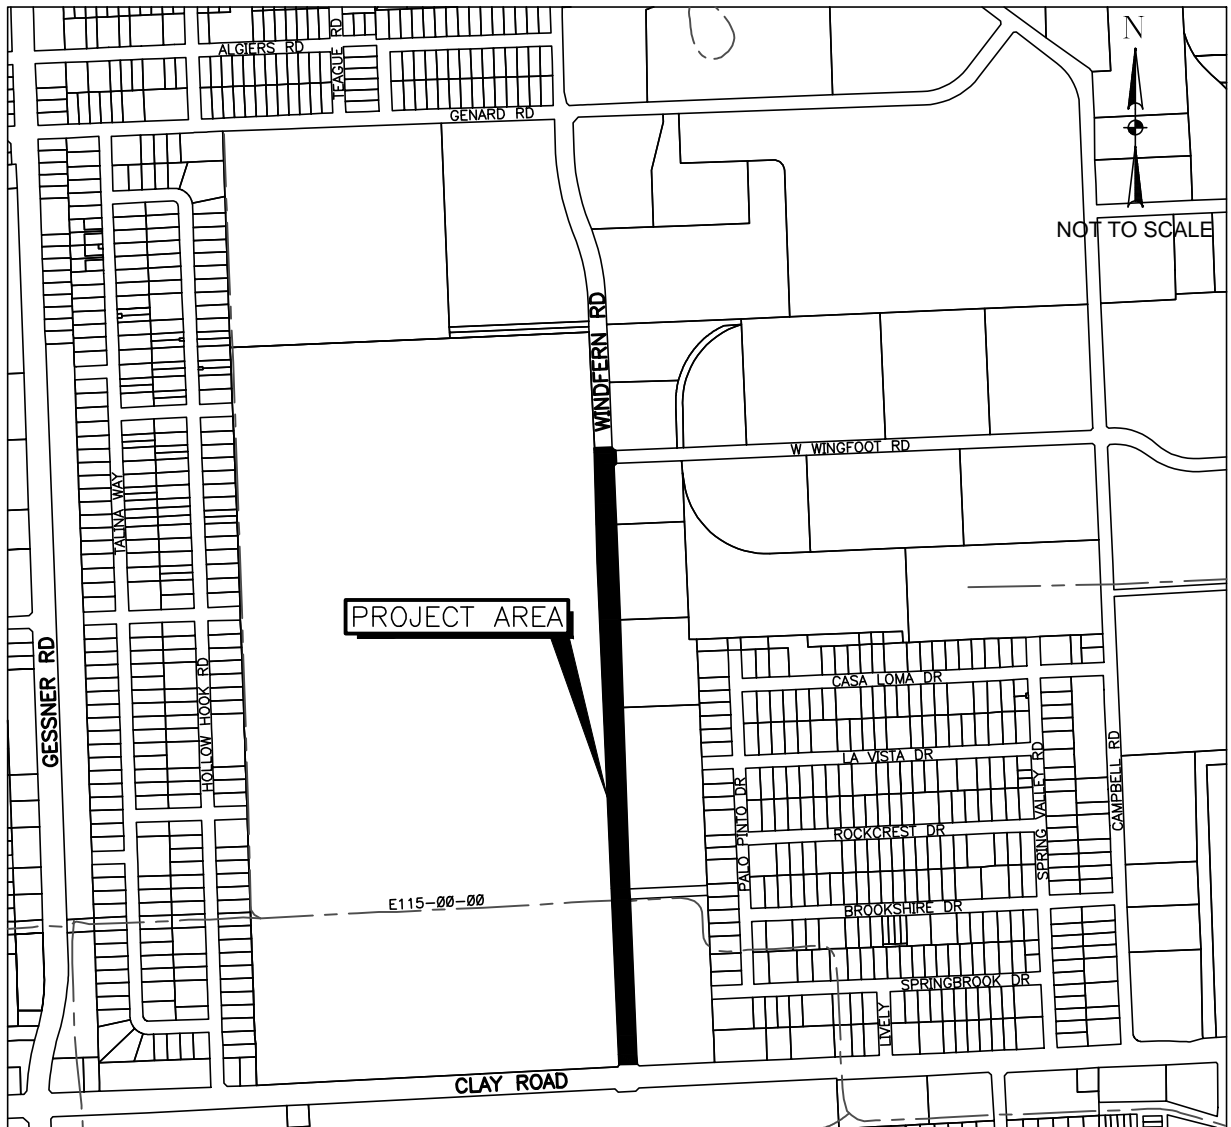 N
NOT TO SCALE
ALGIERS RD
TEAGUE RD
GENARD RD
WINDFERN RD
W WINGFOOT RD
TALINA WAY
PROJECT AREA
GESSNER RD
HOLLOW HOOK RD
CASA LOMA DR
LA VISTA DR
PALO PINTO DR
ROCKCREST DR
SPRING VALLEY RD
CAMPBELL RD
E115-00-00
BROOKSHIRE DR
SPRINGBROOK DR
LIVELY
CLAY ROAD